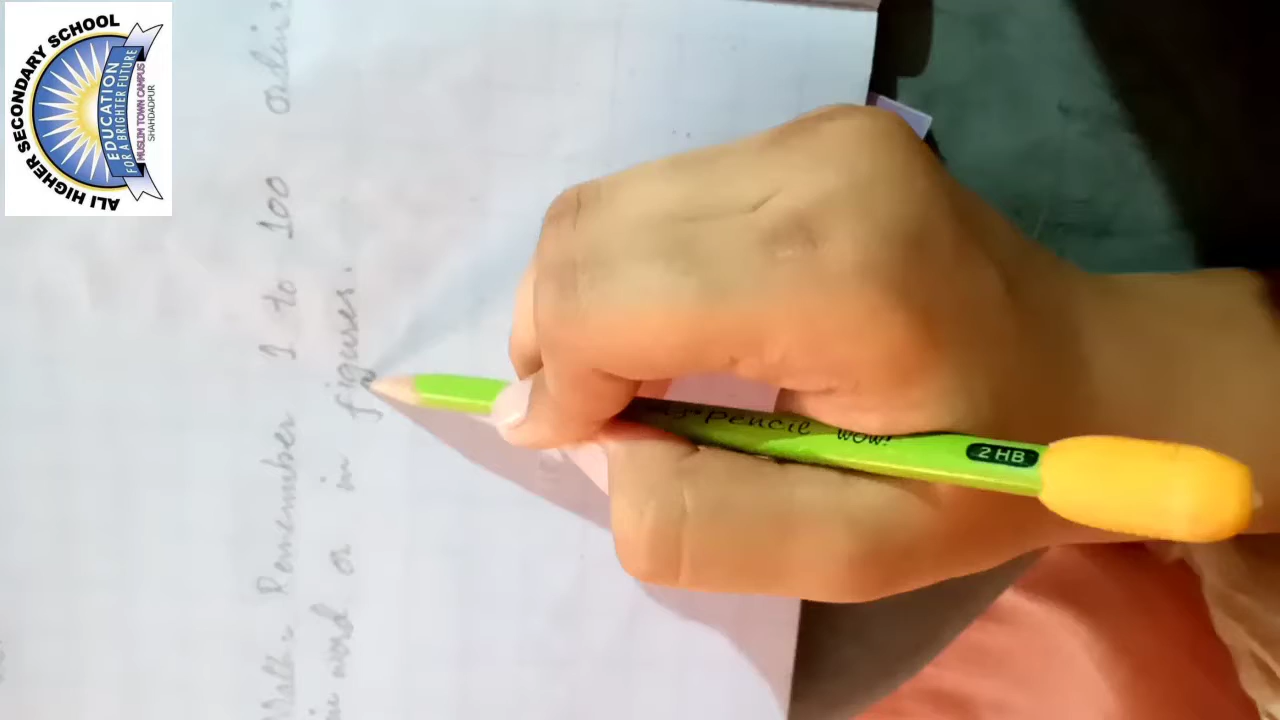 ALI HIGHER SECONDARY SCHOOL
EDUCATION
FOR A BRIGHTER FUTURE
MUSLIM TOWN CAMPUS
SHAHDADPUR
Remember 1 to 100
word or in figures.
Pencil wow!
2 HB